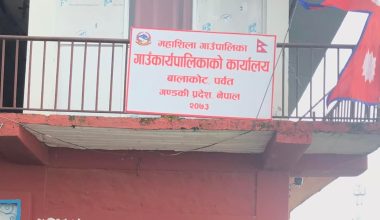 महाशिला गाउँपालिका
गाउँकार्यपालिकाको कार्यालय
बालाकोट, पर्वत
गण्डकी प्रदेश, नेपाल
२०७३